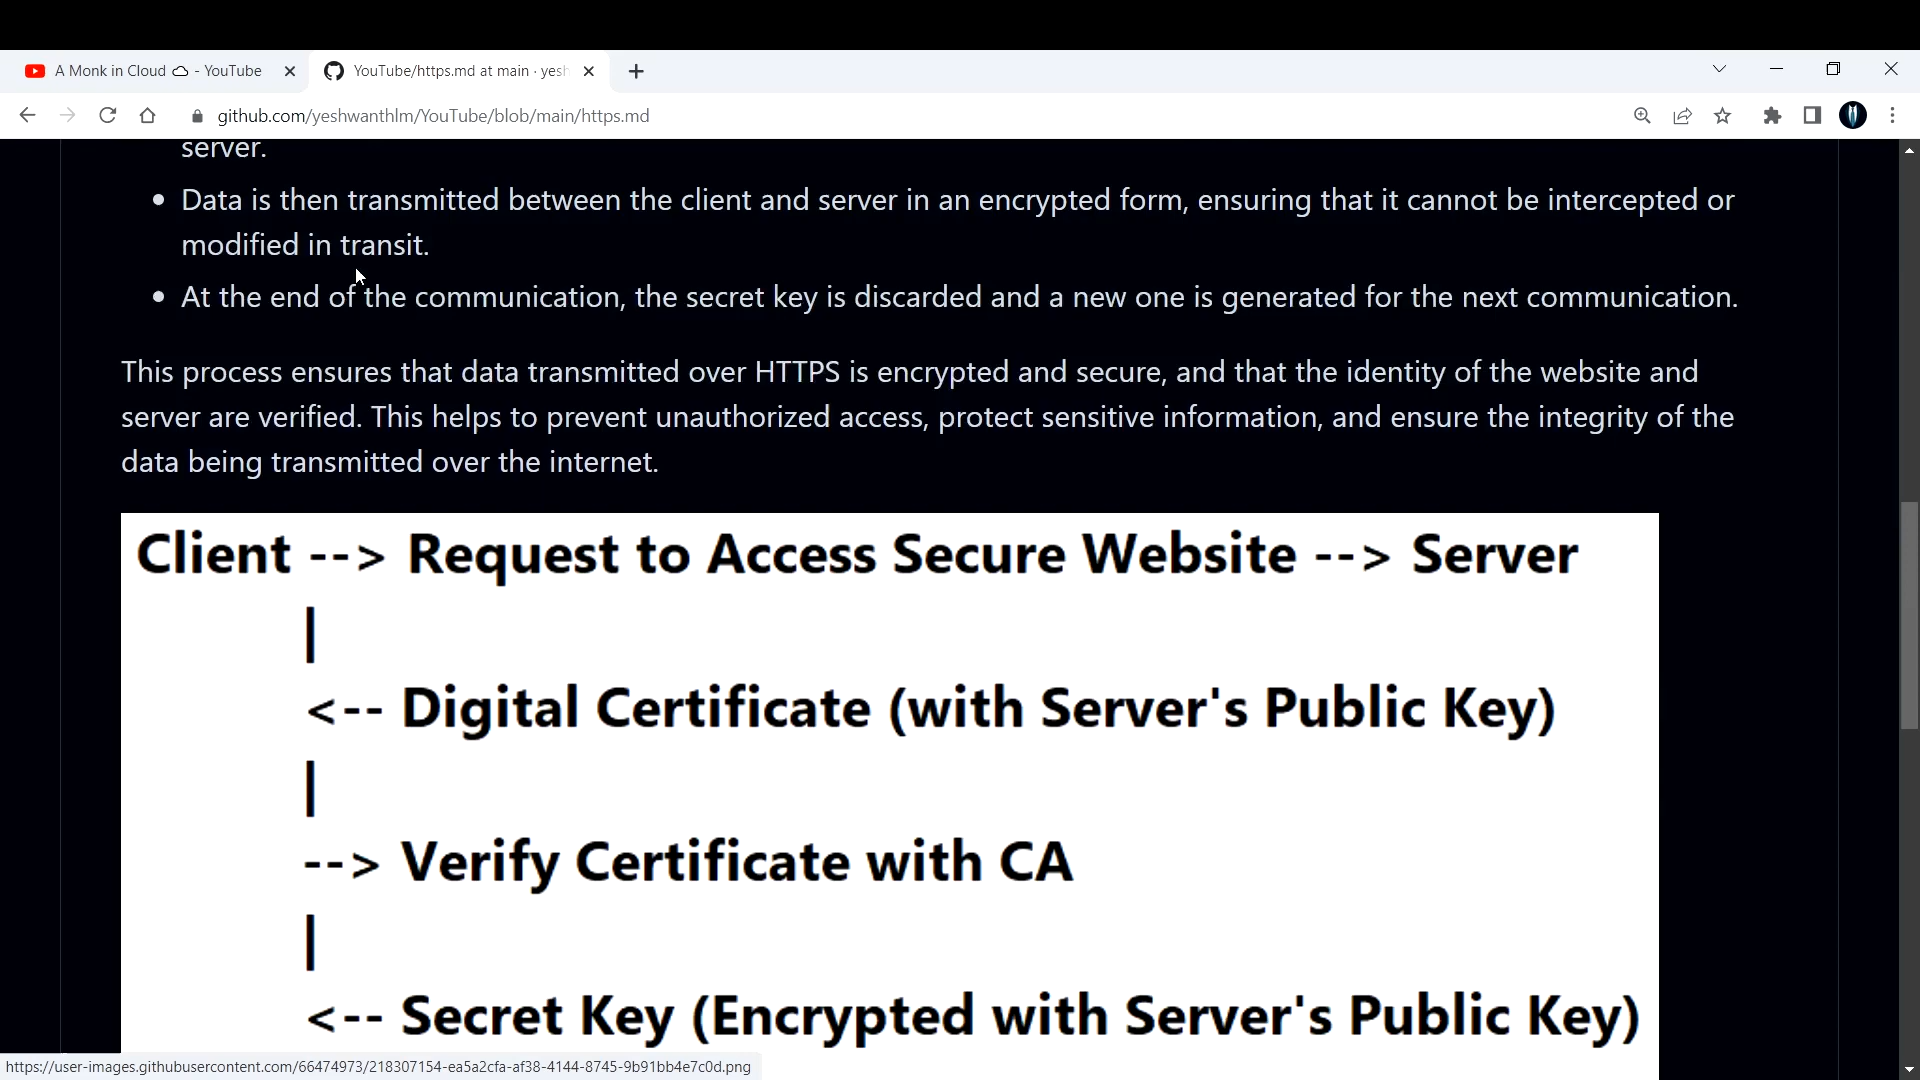 A Monk in Cloud - YouTube
YouTube/https.md at main · yesh
github.com/yeshwanthlm/YouTube/blob/main/https.md
server.
Data is then transmitted between the client and server in an encrypted form, ensuring that it cannot be intercepted or
modified in transit.
At the end of the communication, the secret key is discarded and a new one is generated for the next communication.
This process ensures that data transmitted over HTTPS is encrypted and secure, and that the identity of the website and
server are verified. This helps to prevent unauthorized access, protect sensitive information, and ensure the integrity of the
data being transmitted over the internet.
Client --> Request to Access Secure Website --> Server
|
<-- Digital Certificate (with Server's Public Key)
|
--> Verify Certificate with CA
|
<-- Secret Key (Encrypted with Server's Public Key)
https://user-images.githubusercontent.com/66474973/218307154-ea5a2cfa-af38-4144-8745-9b91bb4e7c0d.png